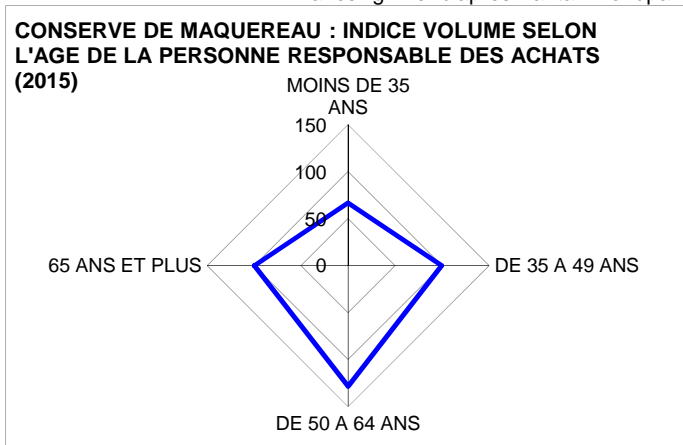 CONSERVE DE MAQUEREAU : INDICE VOLUME SELON
L'AGE DE LA PERSONNE RESPONSABLE DES ACHATS
(2015)
MOINS DE 35
ANS
150
100
50
0
65 ANS ET PLUS
DE 35 A 49 ANS
DE 50 A 64 ANS